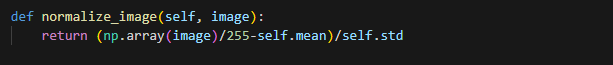 def normalize_image(self, image):
    return (np.array(image)/255-self.mean)/self.std